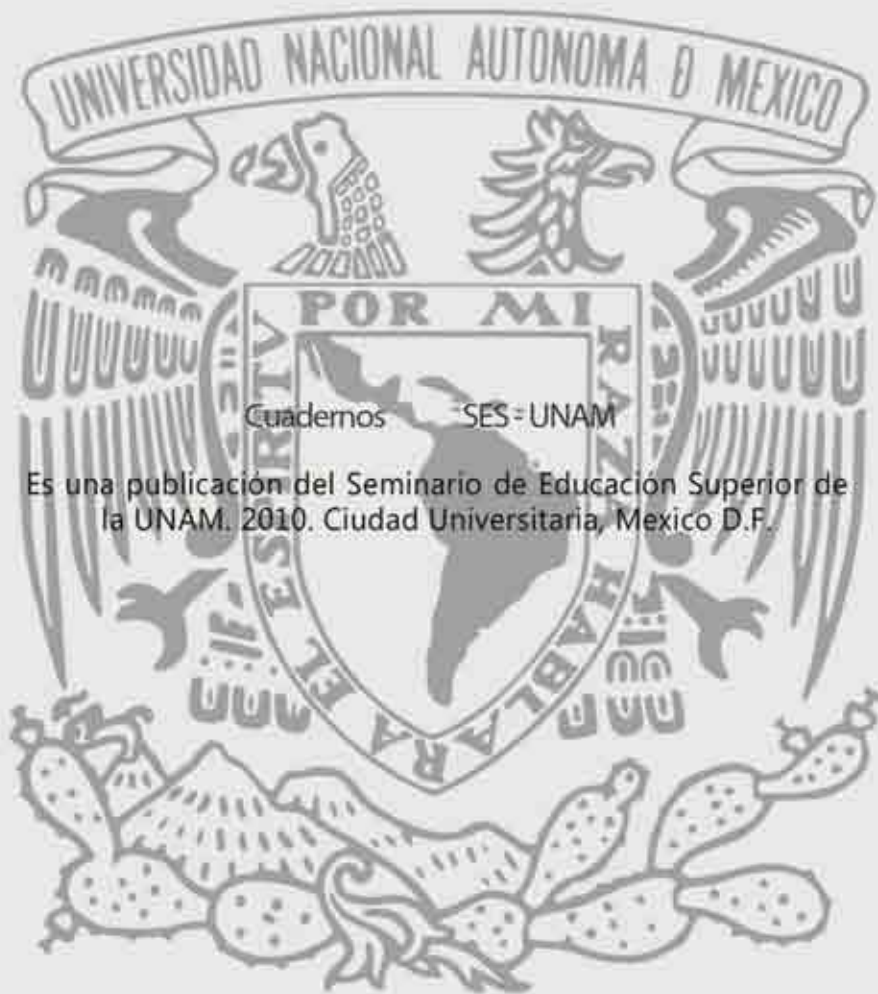 UNIVERSIDAD NACIONAL AUTONOMA Đ MEXICO
POR MI RAZA HABLARA EL ESPIRITV
Cuadernos SES-UNAM
Es una publicación del Seminario de Educación Superior de
la UNAM. 2010. Ciudad Universitaria, Mexico D.F.